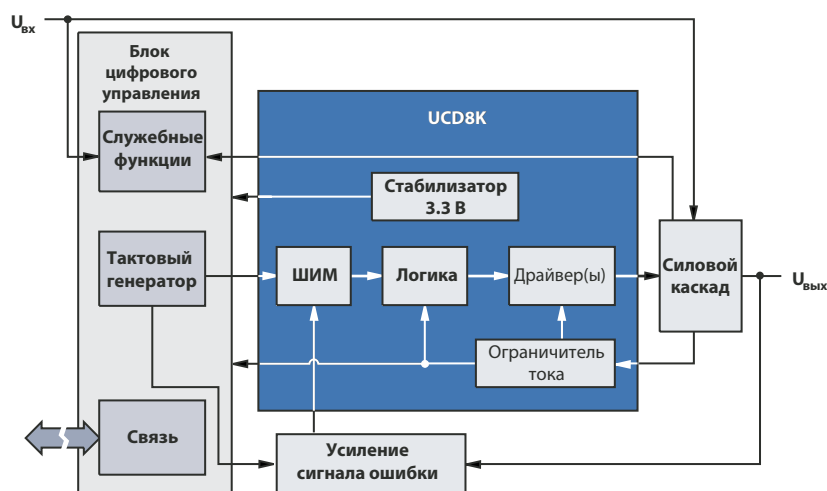 Uвх
Блок
цифрового
управления
UCD8K
Служебные
функции
Стабилизатор
3.3 В
Тактовый
генератор
ШИМ
Логика
Драйвер(ы)
Силовой
каскад
Uвых
Ограничитель
тока
Связь
Усиление
сигнала ошибки